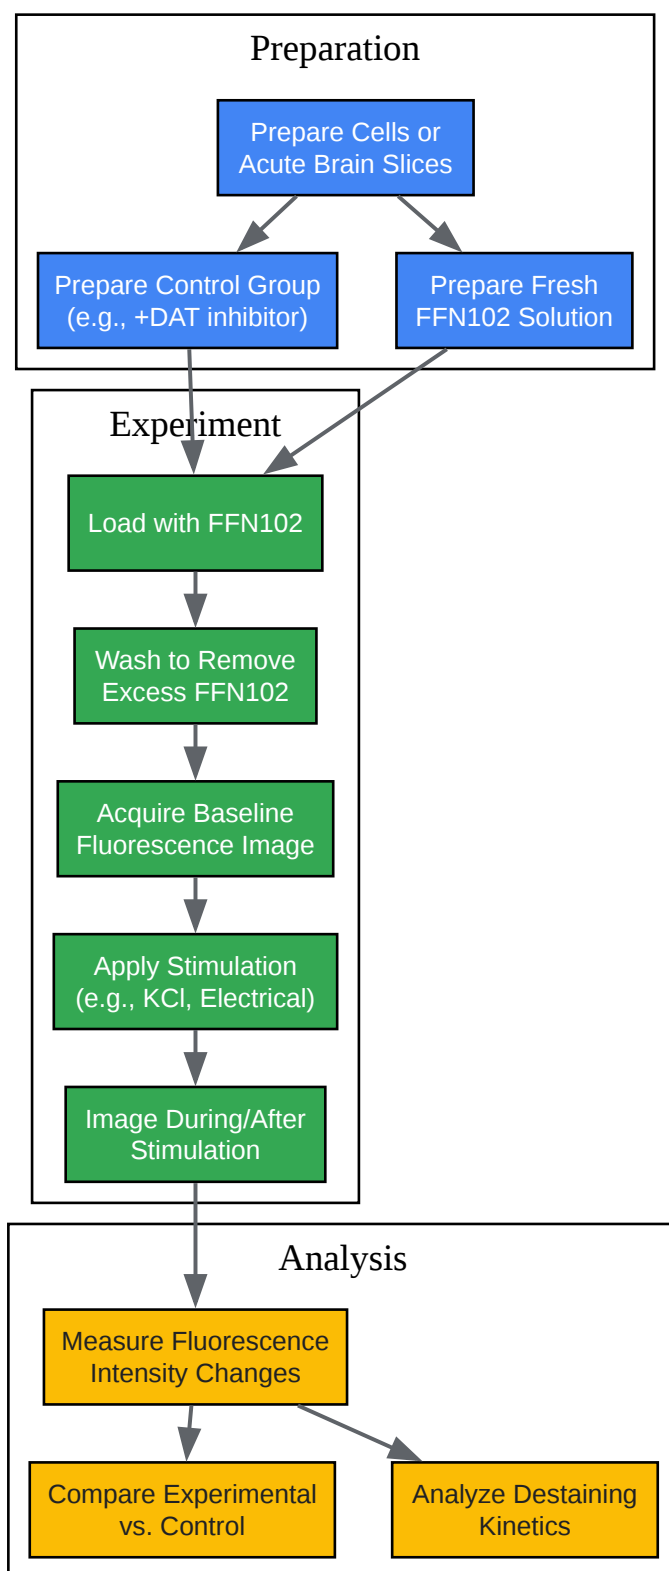 Preparation
Prepare Cells or
Acute Brain Slices
Prepare Control Group
(e.g., +DAT inhibitor)
Prepare Fresh
FFN102 Solution
Experiment
Load with FFN102
Wash to Remove
Excess FFN102
Acquire Baseline
Fluorescence Image
Apply Stimulation
(e.g., KCl, Electrical)
Image During/After
Stimulation
Analysis
Measure Fluorescence
Intensity Changes
Compare Experimental
vs. Control
Analyze Destaining
Kinetics